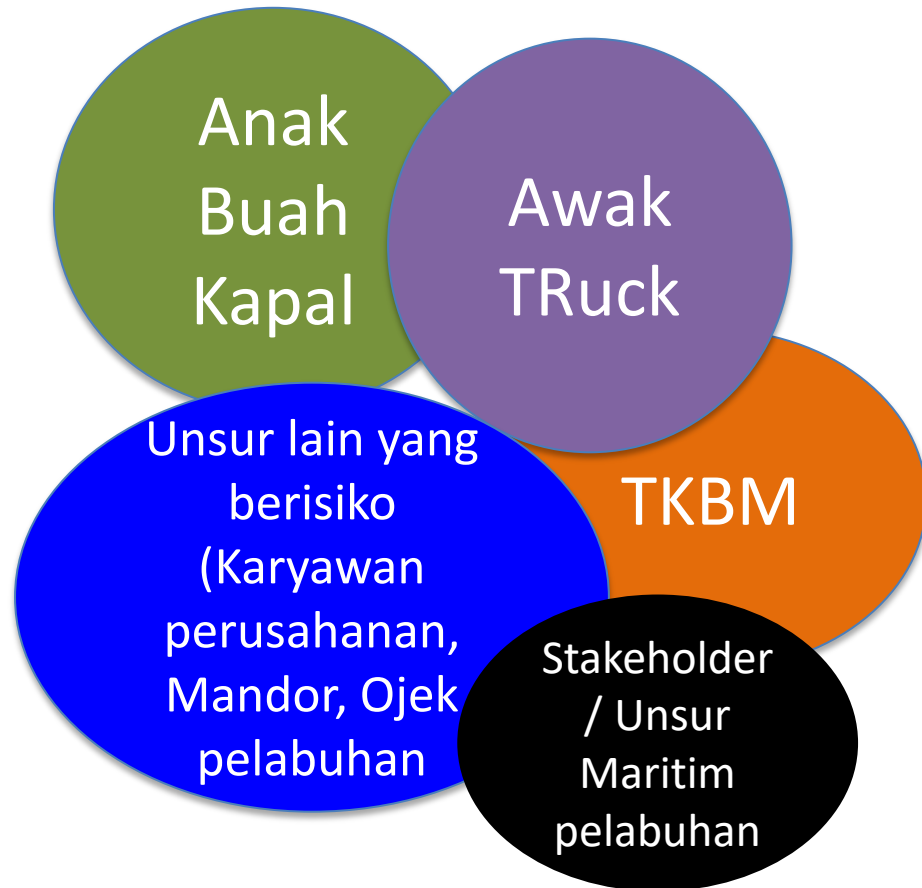 Anak
Buah
Kapal
Awak
TRuck
Unsur lain yang
berisiko
(Karyawan
perusahanan,
Mandor, Ojek
pelabuhan
TKBM
Stakeholder
/ Unsur
Maritim
pelabuhan